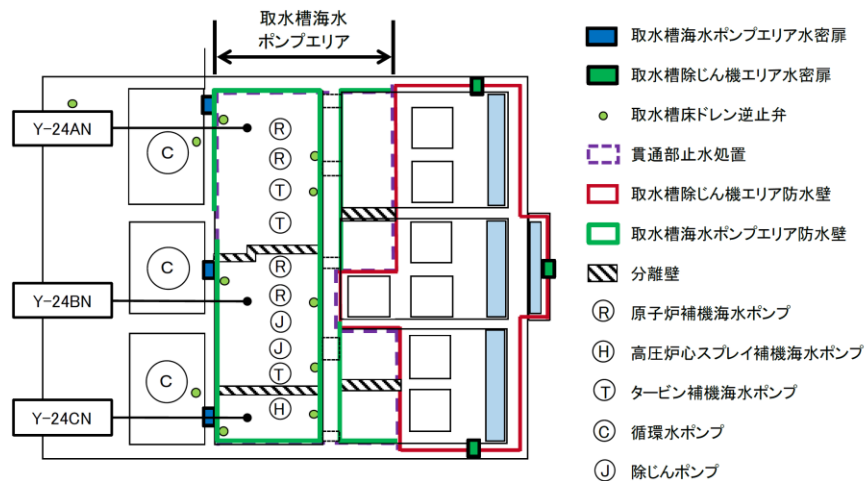 取水槽海水
ポンプエリア
Y-24AN
Y-24BN
Y-24CN
C
C
C
R
R
T
T
R
R
J
J
T
H
取水槽海水ポンプエリア水密扉
取水槽除じん機エリア水密扉
取水槽床ドレン逆止弁
貫通部止水処置
取水槽除じん機エリア防水壁
取水槽海水ポンプエリア防水壁
分離壁
R 原子炉補機海水ポンプ
H 高圧炉心スプレイ補機海水ポンプ
T タービン補機海水ポンプ
C 循環水ポンプ
J 除じんポンプ